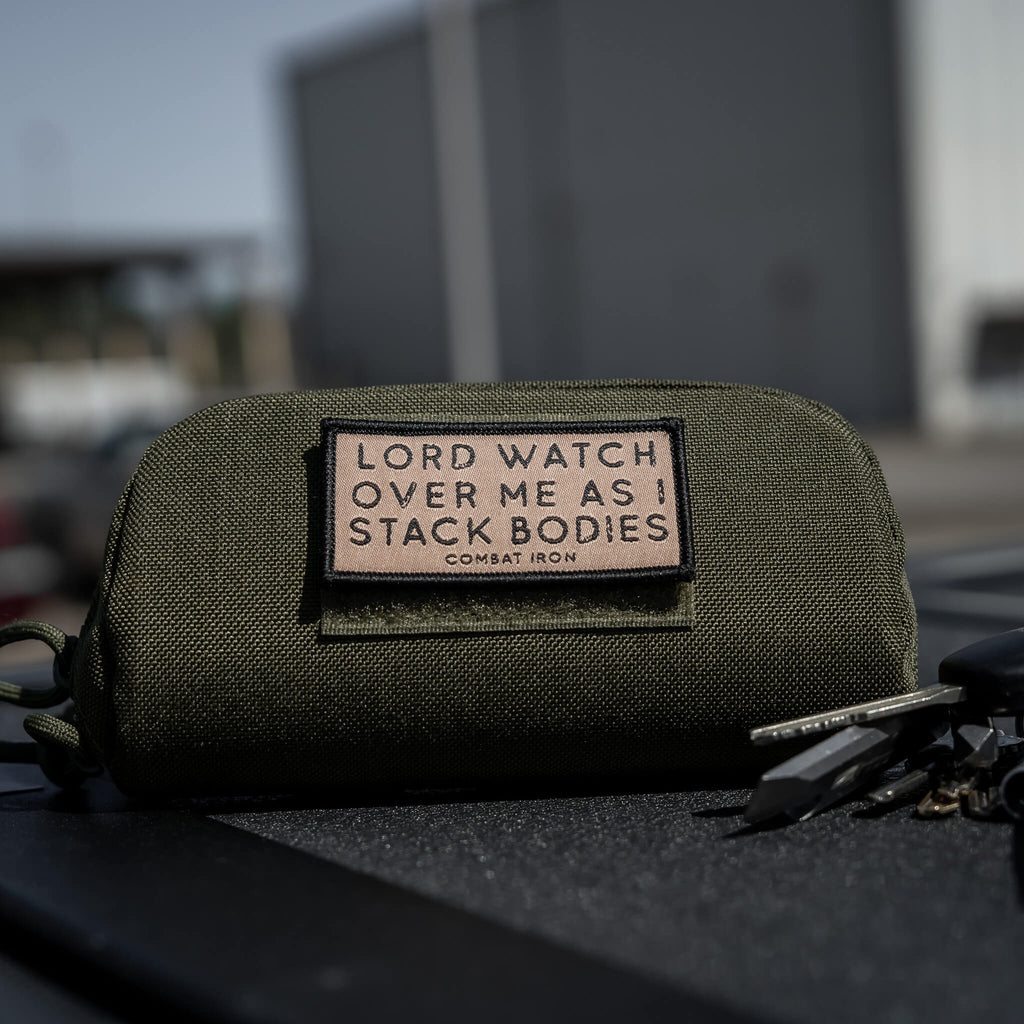 LORD WATCH
OVER ME AS I
STACK BODIES
COMBAT IRON